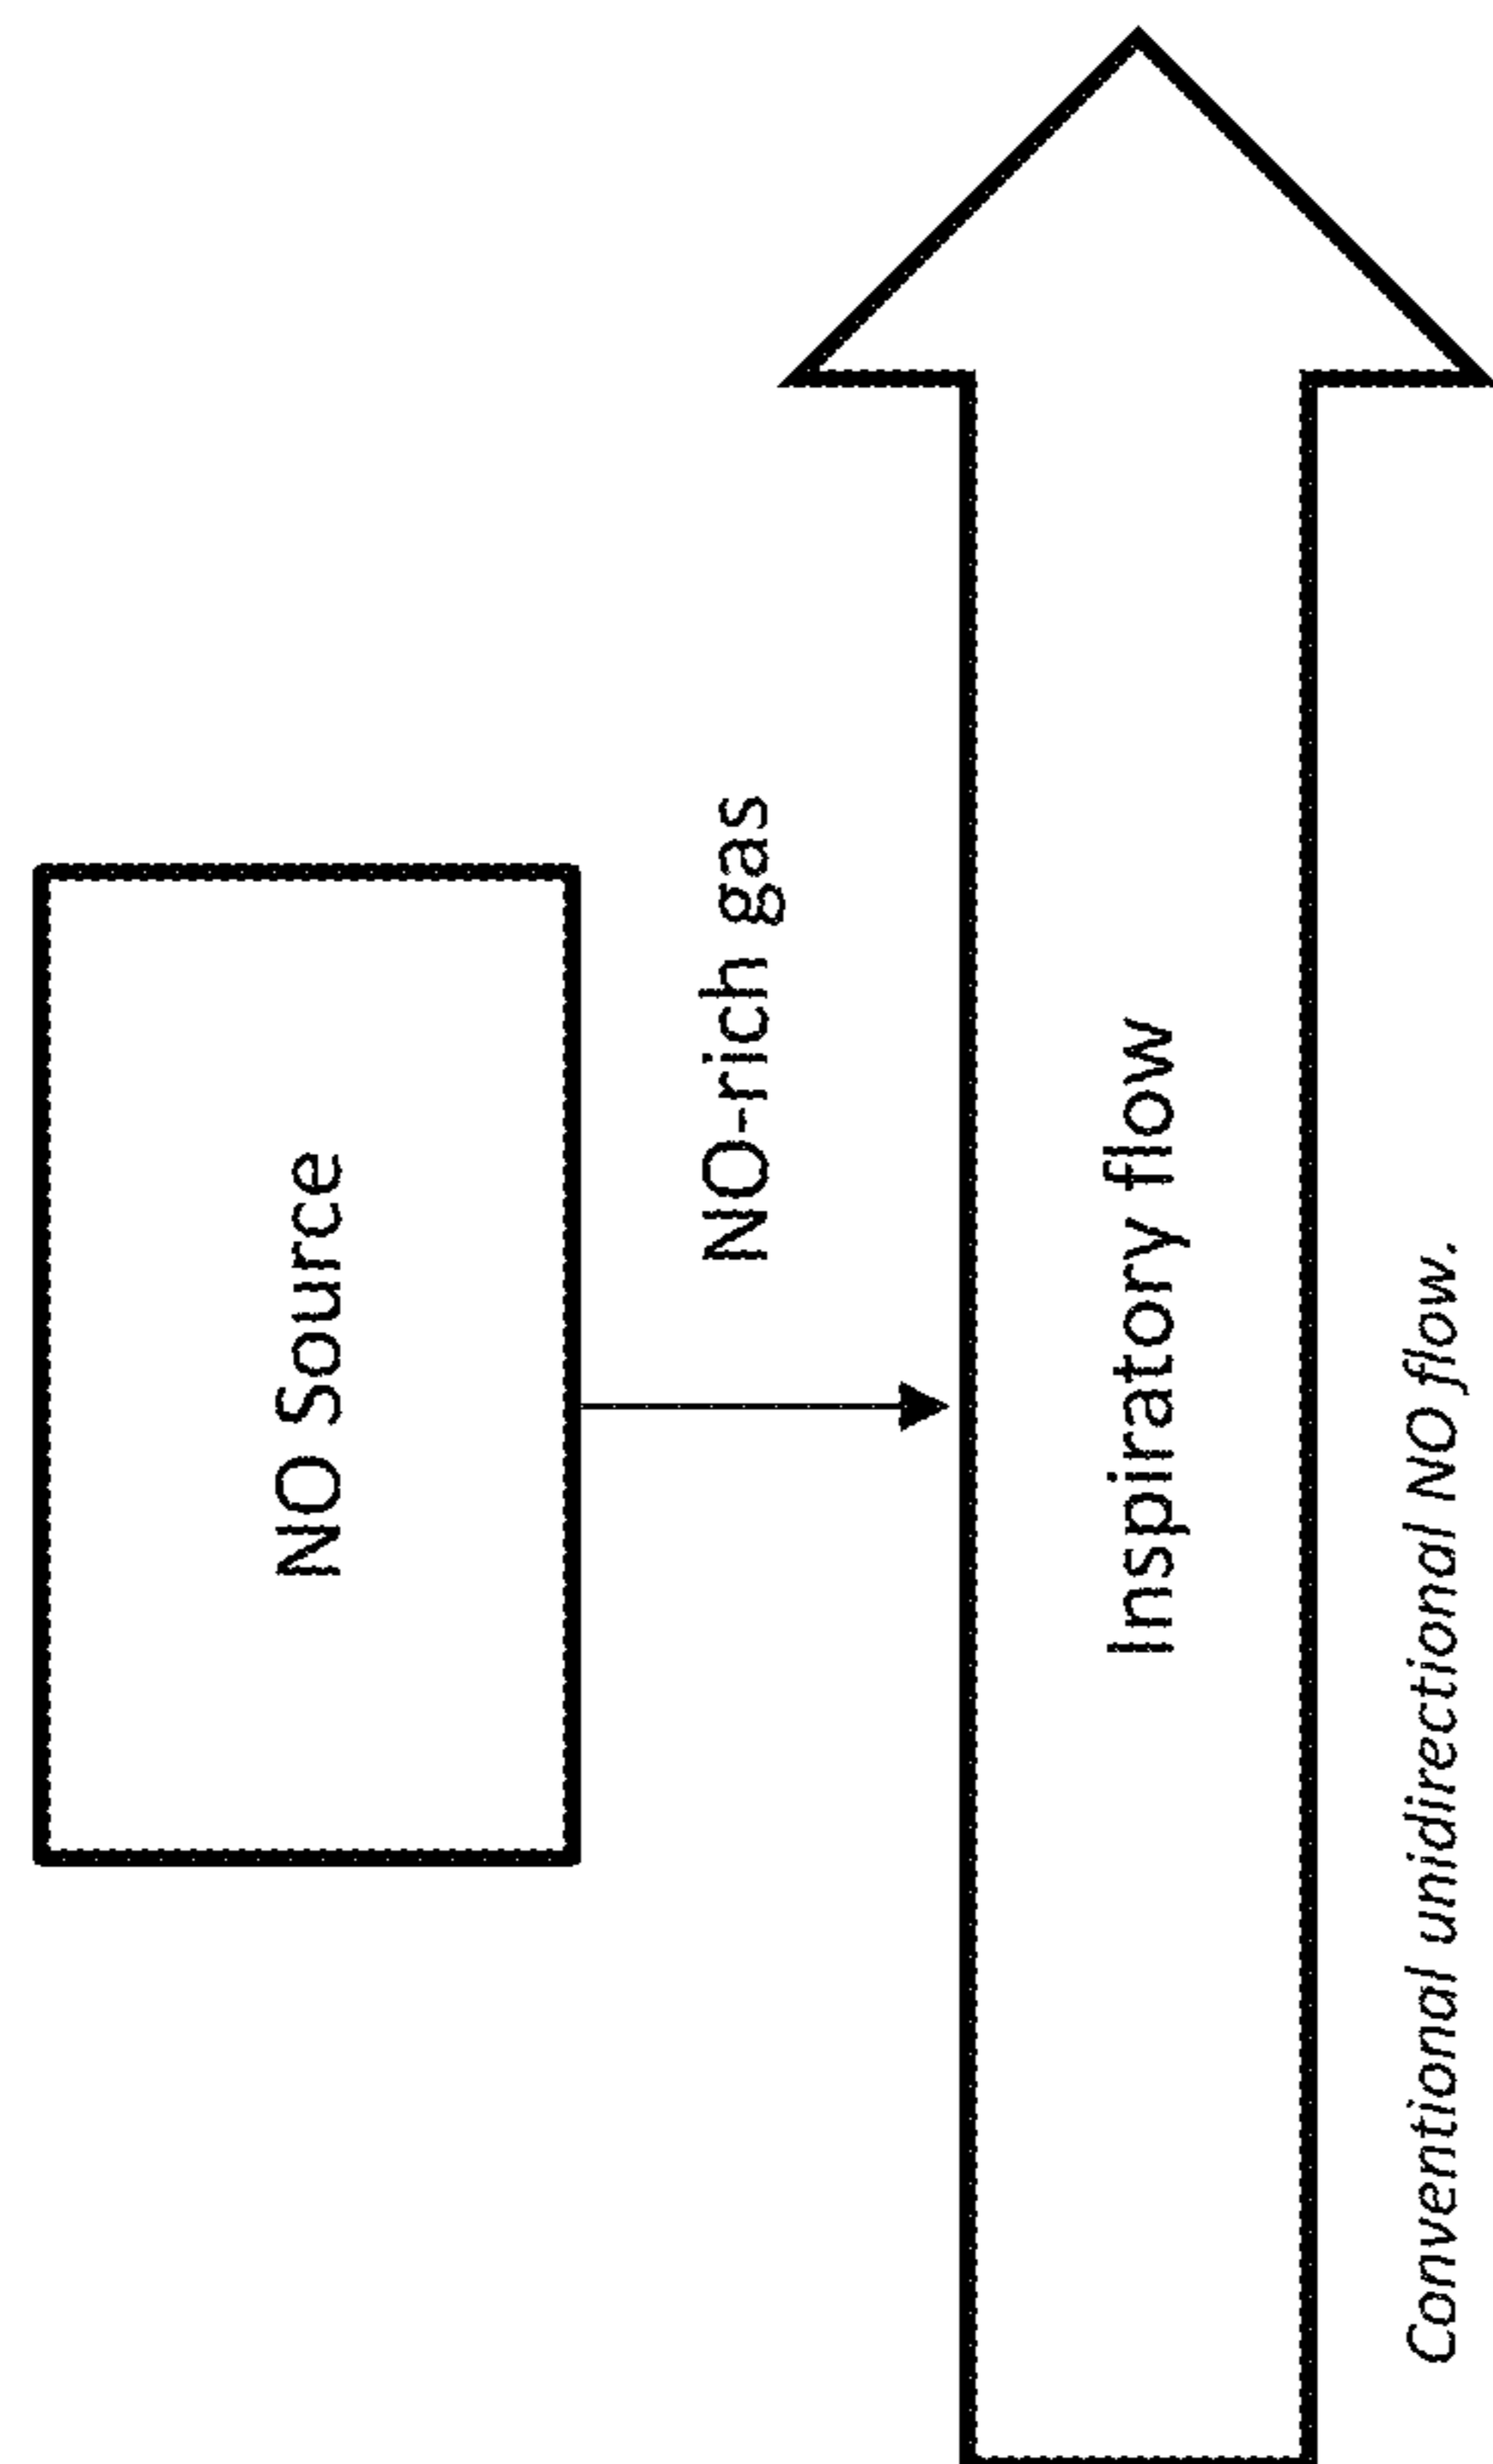 NO Source
NO-rich gas
Inspiratory flow
Conventional unidirectional NO flow.